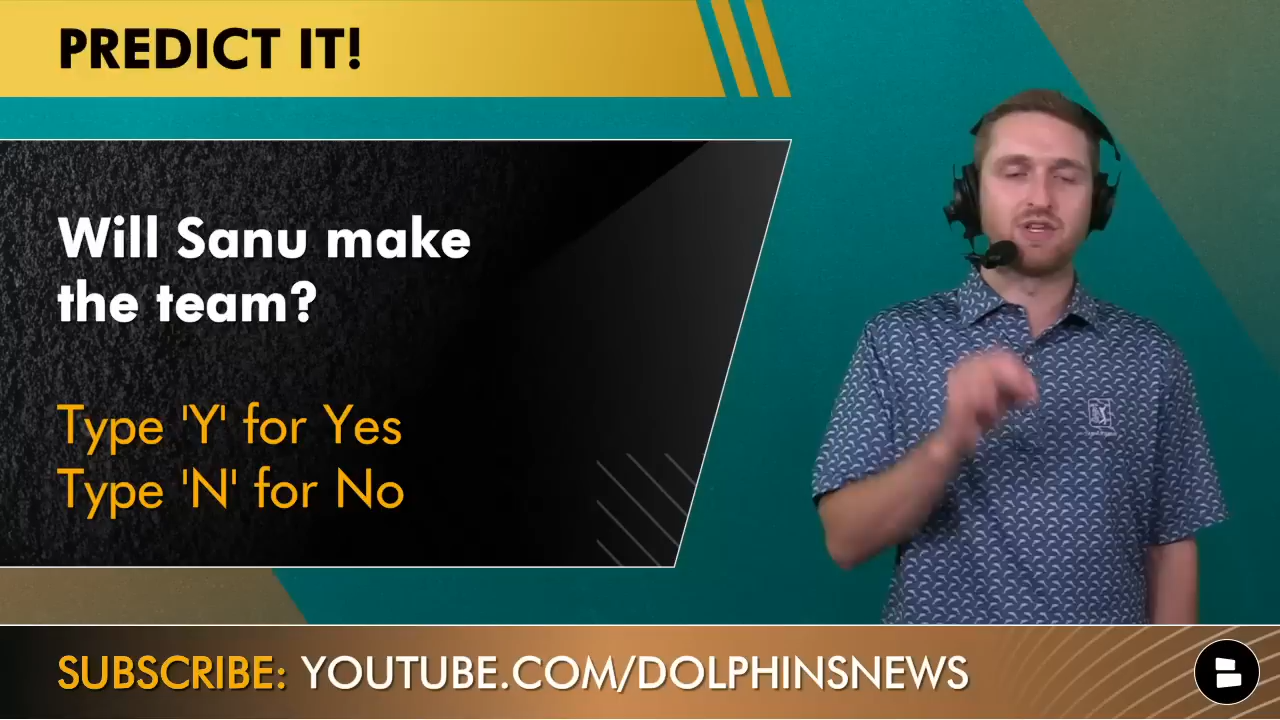 PREDICT IT!
Will Sanu make
the team?
Type 'Y' for Yes
Type 'N' for No
SUBSCRIBE: YOUTUBE.COM/DOLPHINSNEWS